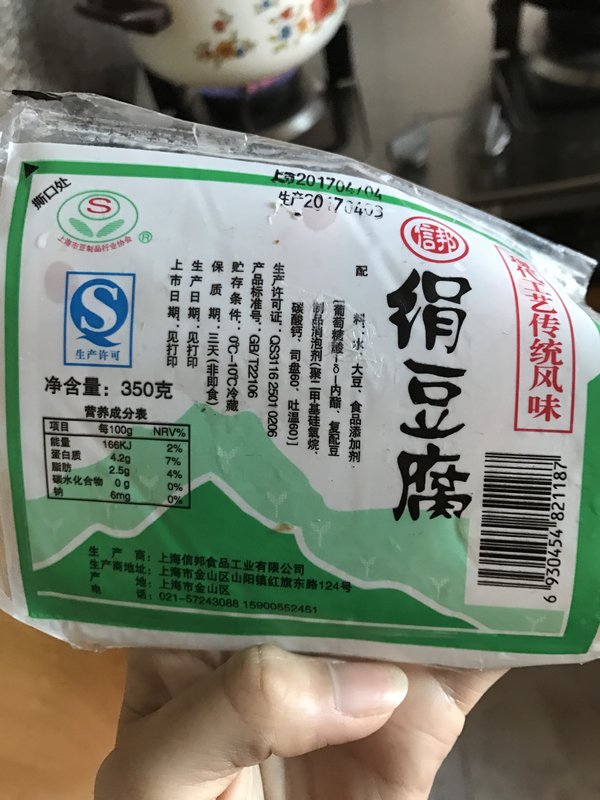 撕口处
上市20170404
生产20170403
S
上海市豆制品行业协会
®
信邦
工艺传统风味
绢豆腐
配料：水、大豆、食品添加剂
[葡萄糖酸-δ-内酯、复配豆
制品消泡剂(聚二甲基硅氧烷、
碳酸钙、司盘60、吐温60)]
生产许可证：QS3116 2501 0206
产品标准号：GB/T22106
贮存条件：0℃-10℃冷藏
保质期：三天(非即食)
生产日期：见打印
上市日期：见打印
生产许可
净含量：350克
营养成分表
项目 每100g NRV%
能量 166KJ 2%
蛋白质 4.2g 7%
脂肪 2.5g 4%
碳水化合物 0g 0%
钠 6mg 0%
生产商：上海信邦食品工业有限公司
生产商地址：上海市金山区山阳镇红旗东路124号
产地：上海市金山区
电话：021-57243088 15900552451
6 930454 821187